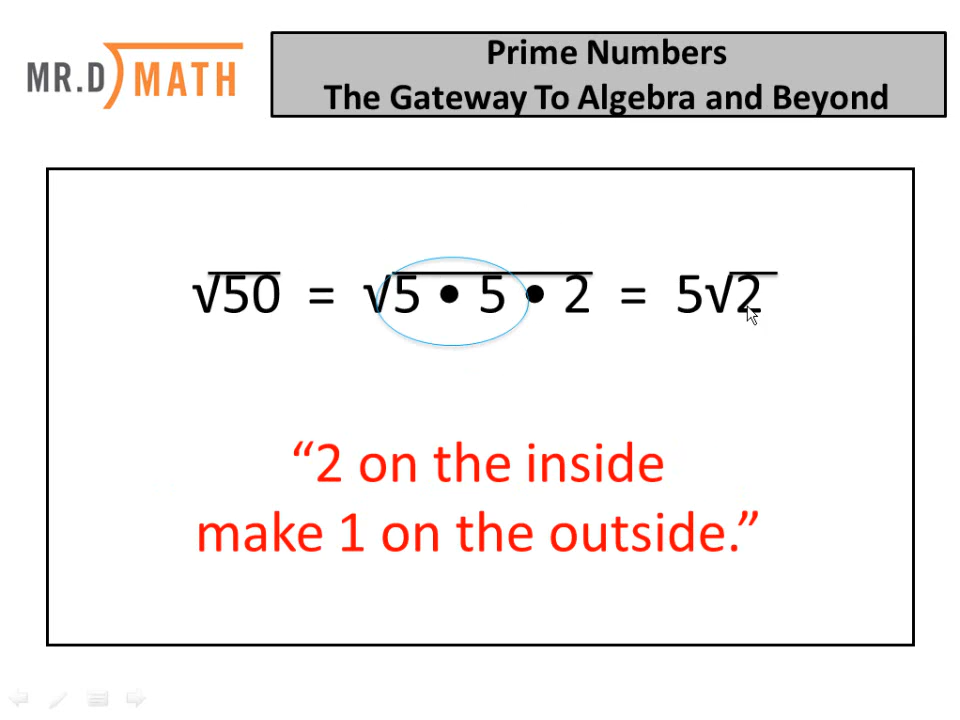 MR.D MATH
Prime Numbers
The Gateway To Algebra and Beyond
√50 = √5 • 5 • 2 = 5√2
“2 on the inside
make 1 on the outside.”